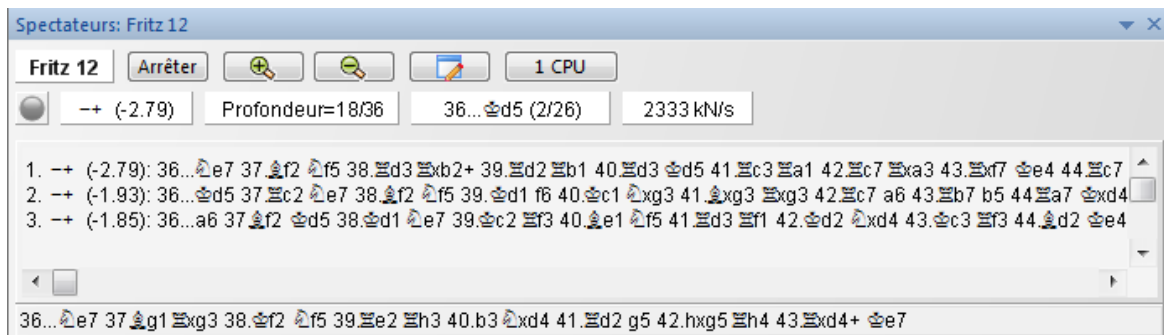 Spectateurs: Fritz 12
Fritz 12 Arrêter 1 CPU
−+ (-2.79) Profondeur=18/36 36...♔d5 (2/26) 2333 kN/s
1. −+ (-2.79): 36...♘e7 37.♗f2 ♘f5 38.♖d3 ♖xb2+ 39.♖d2 ♖b1 40.♖d3 ♔d5 41.♖c3 ♖a1 42.♖c7 ♖xa3 43.♖xf7 ♔e4 44.♖c7
2. −+ (-1.93): 36...♔d5 37.♖c2 ♘e7 38.♗f2 ♘f5 39.♔d1 f6 40.♔c1 ♘xg3 41.♗xg3 ♖xg3 42.♖c7 a6 43.♖b7 b5 44.♖a7 ♔xd4
3. −+ (-1.85): 36...a6 37.♗f2 ♔d5 38.♔d1 ♘e7 39.♔c2 ♖f3 40.♗e1 ♘f5 41.♖d3 ♖f1 42.♔d2 ♘xd4 43.♔c3 ♖f3 44.♗d2 ♔e4
36...♘e7 37.♗g1 ♖xg3 38.♔f2 ♘f5 39.♖e2 ♖h3 40.b3 ♘xd4 41.♖d2 g5 42.hxg5 ♖h4 43.♖xd4+ ♔e7